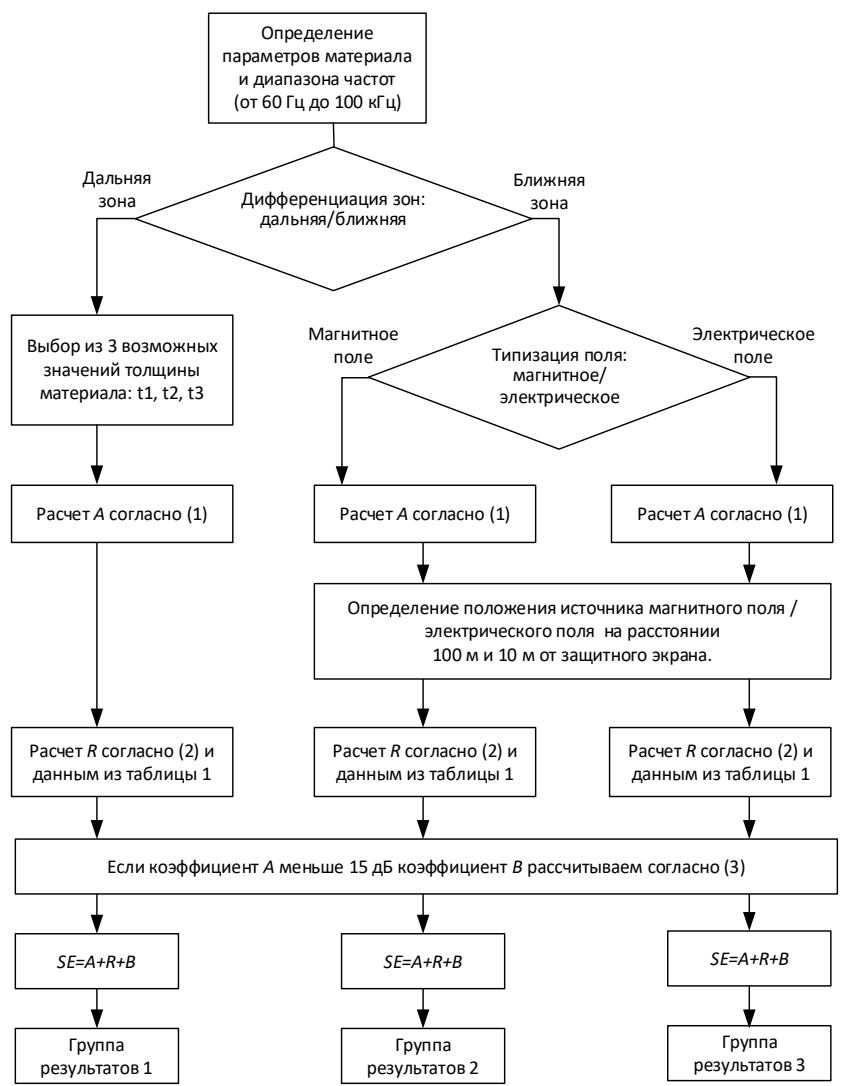 Определение
параметров материала
и диапазона частот
(от 60 Гц до 100 кГц)
Дальняя
зона
Дифференциация зон:
дальняя/ближняя
Ближняя
зона
Выбор из 3 возможных
значений толщины
материала: t1, t2, t3
Магнитное
поле
Типизация поля:
магнитное/
электрическое
Электрическое
поле
Расчет A согласно (1)
Расчет A согласно (1)
Расчет A согласно (1)
Определение положения источника магнитного поля /
электрического поля на расстоянии
100 м и 10 м от защитного экрана.
Расчет R согласно (2) и
данным из таблицы 1
Расчет R согласно (2) и
данным из таблицы 1
Расчет R согласно (2) и
данным из таблицы 1
Если коэффициент A меньше 15 дБ коэффициент B рассчитываем согласно (3)
SE=A+R+B
SE=A+R+B
SE=A+R+B
Группа
результатов 1
Группа
результатов 2
Группа
результатов 3